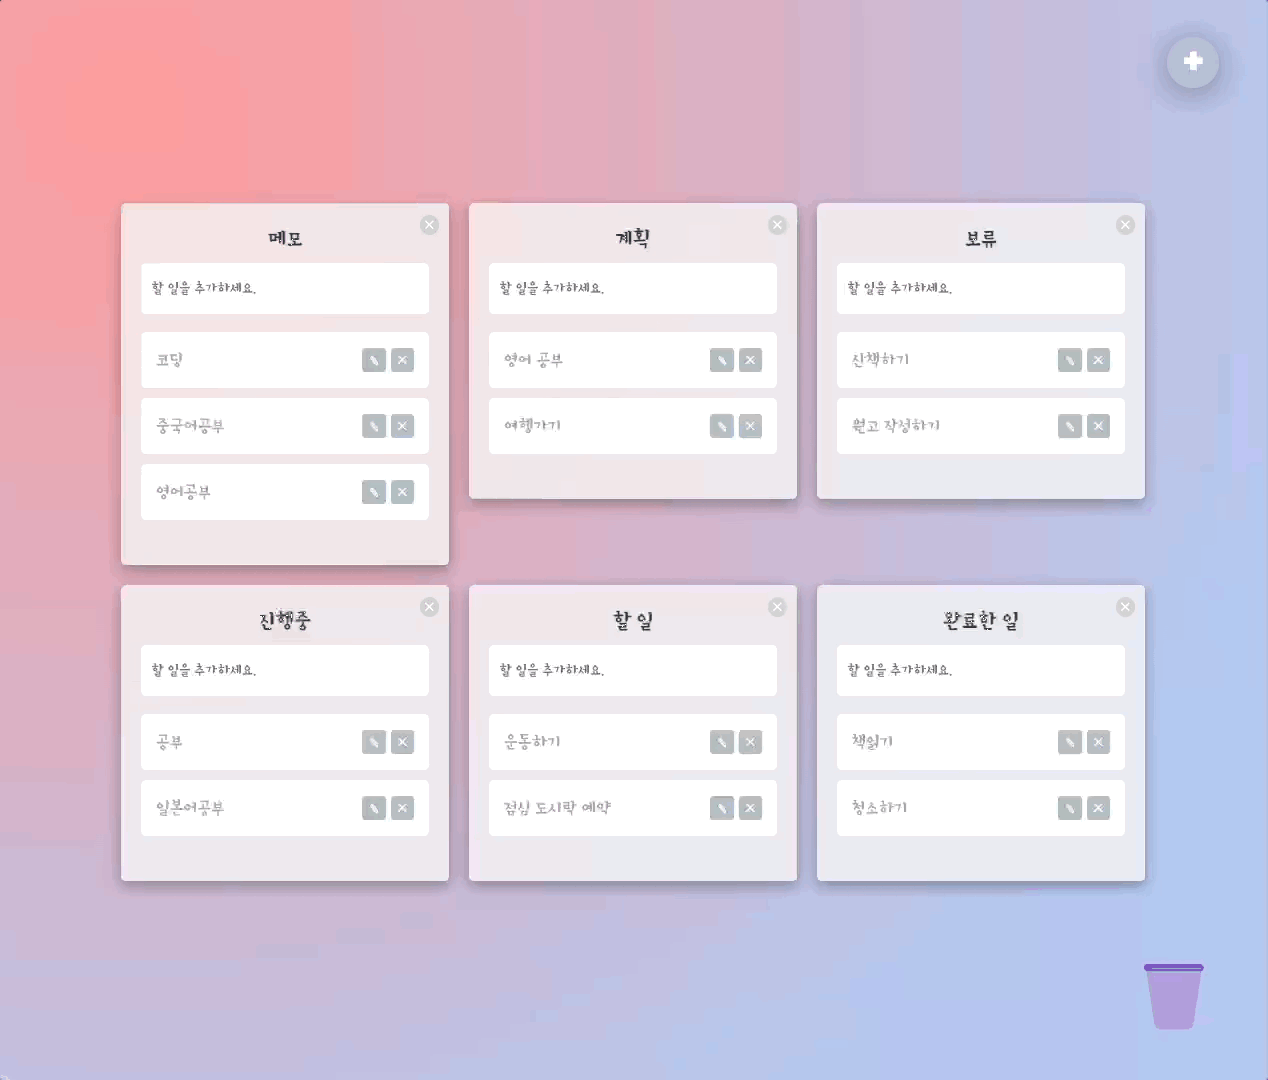 메모
할 일을 추가하세요.
코딩
중국어공부
영어공부
계획
할 일을 추가하세요.
영어 공부
여행가기
보류
할 일을 추가하세요.
산책하기
원고 작성하기
진행중
할 일을 추가하세요.
공부
일본어공부
할 일
할 일을 추가하세요.
운동하기
점심 도시락 예약
완료한 일
할 일을 추가하세요.
책읽기
청소하기